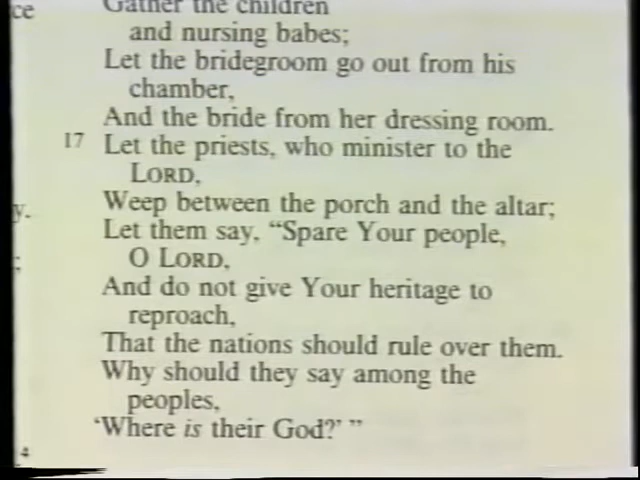 ce
Gather the children
and nursing babes;
Let the bridegroom go out from his
chamber,
And the bride from her dressing room.
17 Let the priests, who minister to the
LORD,
y.
Weep between the porch and the altar;
Let them say, “Spare Your people,
;
O LORD,
And do not give Your heritage to
reproach,
That the nations should rule over them.
Why should they say among the
peoples,
‘Where is their God?’ ”
4